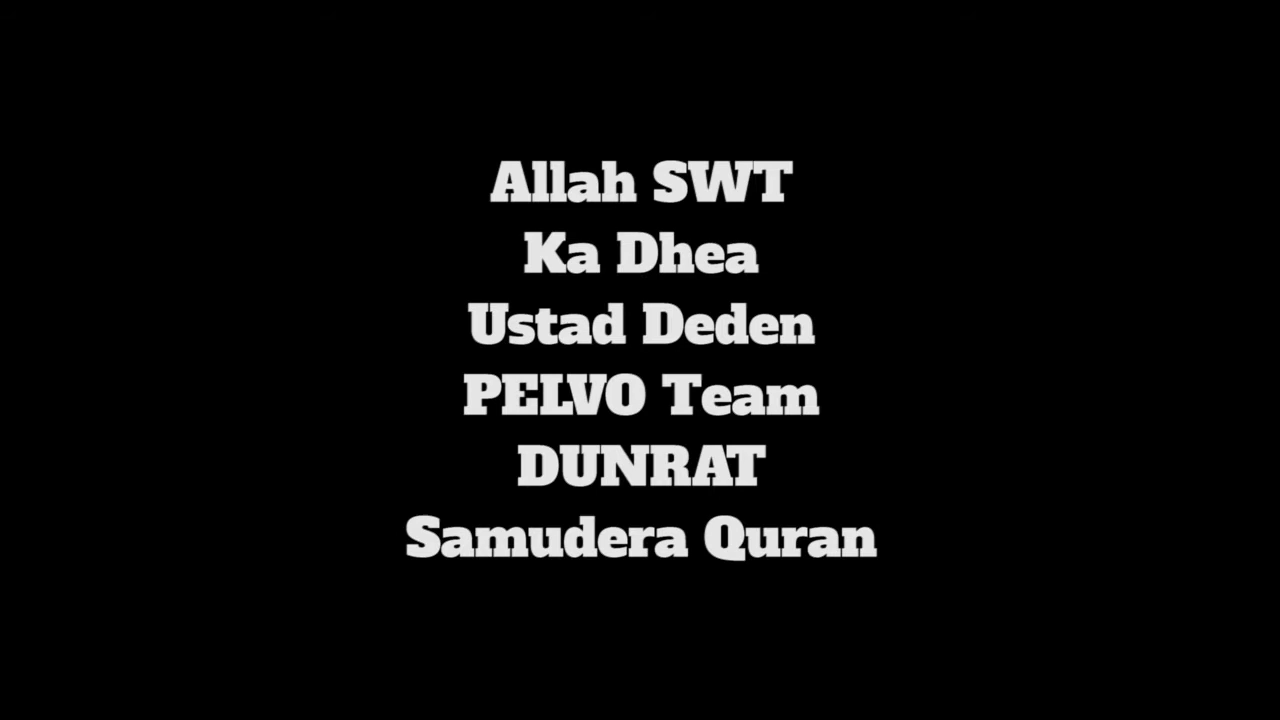 Allah SWT
Ka Dhea
Ustad Deden
PELVO Team
DUNRAT
Samudera Quran